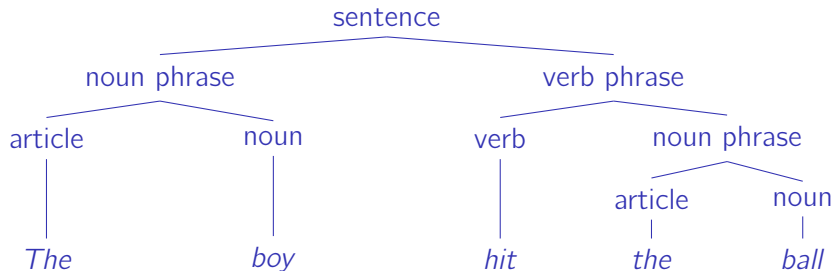 sentence
noun phrase verb phrase
article noun verb noun phrase
article noun
The boy hit the ball